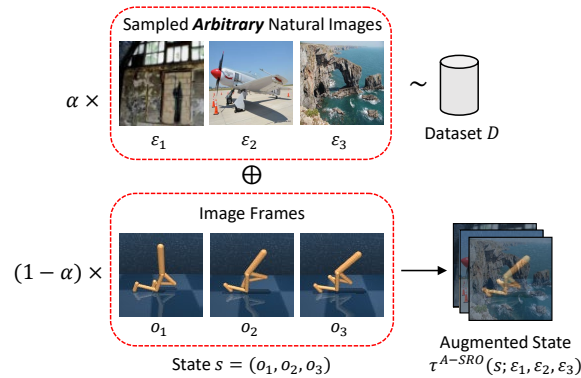 Sampled Arbitrary Natural Images
α ×
ε₁ ε₂ ε₃
~
Dataset D
⊕
Image Frames
(1 − α) ×
o₁ o₂ o₃
State s = (o₁, o₂, o₃)
Augmented State
τᴬ⁻ˢᴿᴼ(s; ε₁, ε₂, ε₃)